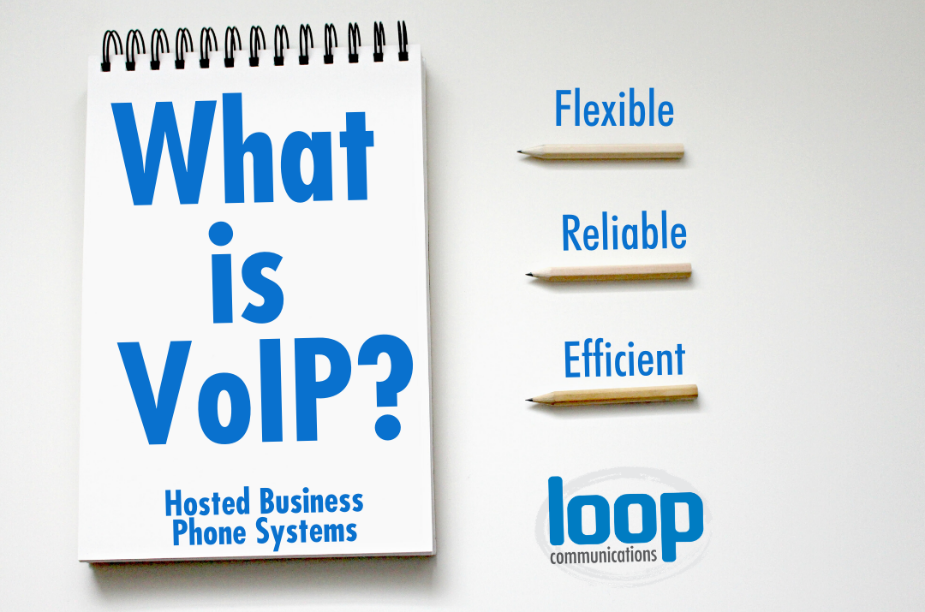 What
is
VoIP?
Hosted Business
Phone Systems
Flexible
Reliable
Efficient
loop
communications